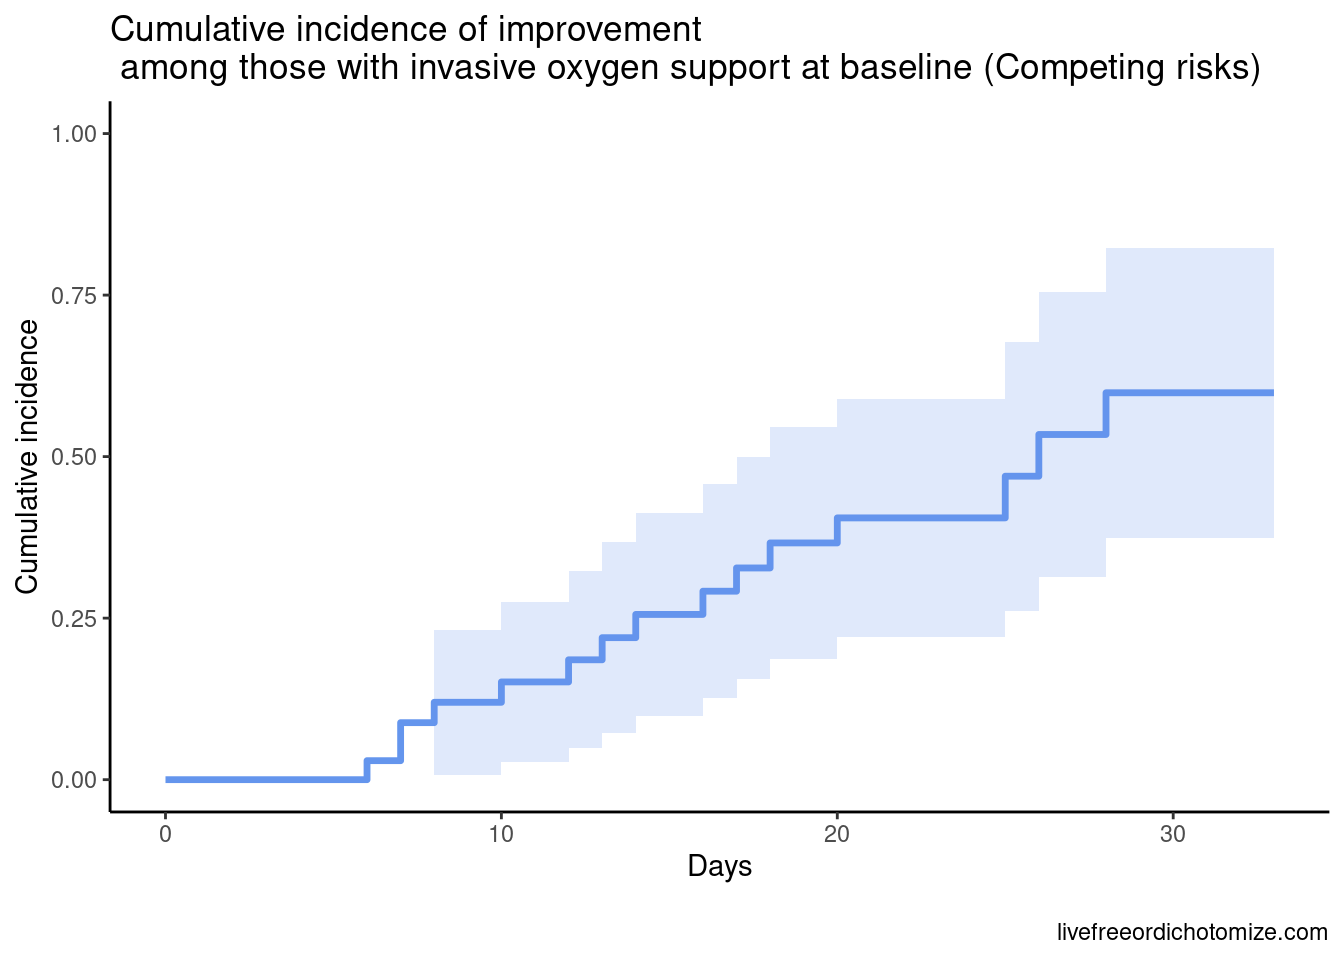 Cumulative incidence of improvement
among those with invasive oxygen support at baseline (Competing risks)
1.00
0.75
0.50
0.25
0.00
Cumulative incidence
0 10 20 30
Days
livefreeordichotomize.com